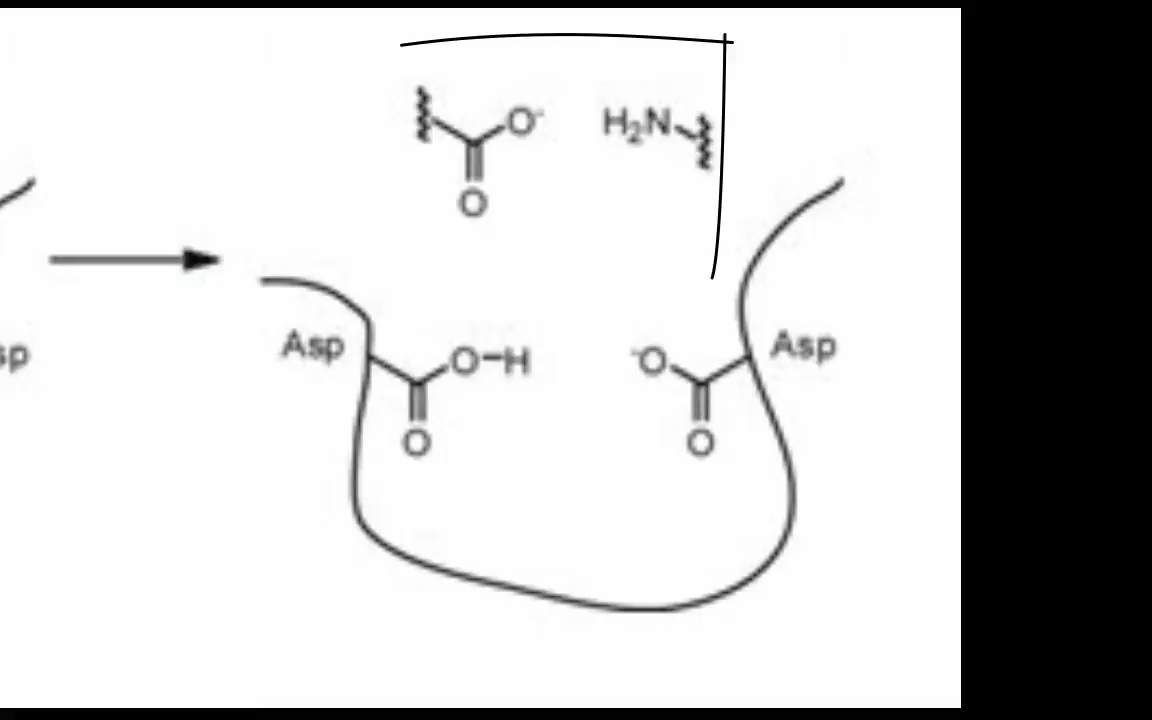 O⁻ H₂N
O
Asp O-H ⁻O Asp
sp
O O